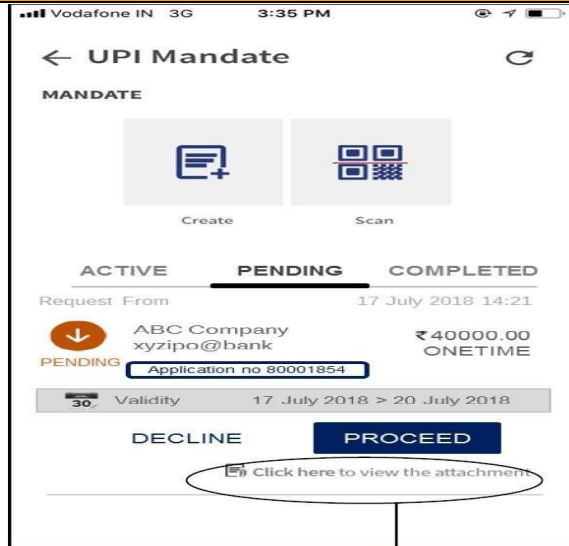 Vodafone IN 3G 3:35 PM
← UPI Mandate
MANDATE
Create Scan
ACTIVE PENDING COMPLETED
Request From 17 July 2018 14:21
ABC Company ₹40000.00
xyzipo@bank ONETIME
PENDING
Application no 80001854
30 Validity 17 July 2018 > 20 July 2018
DECLINE PROCEED
Click here to view the attachment